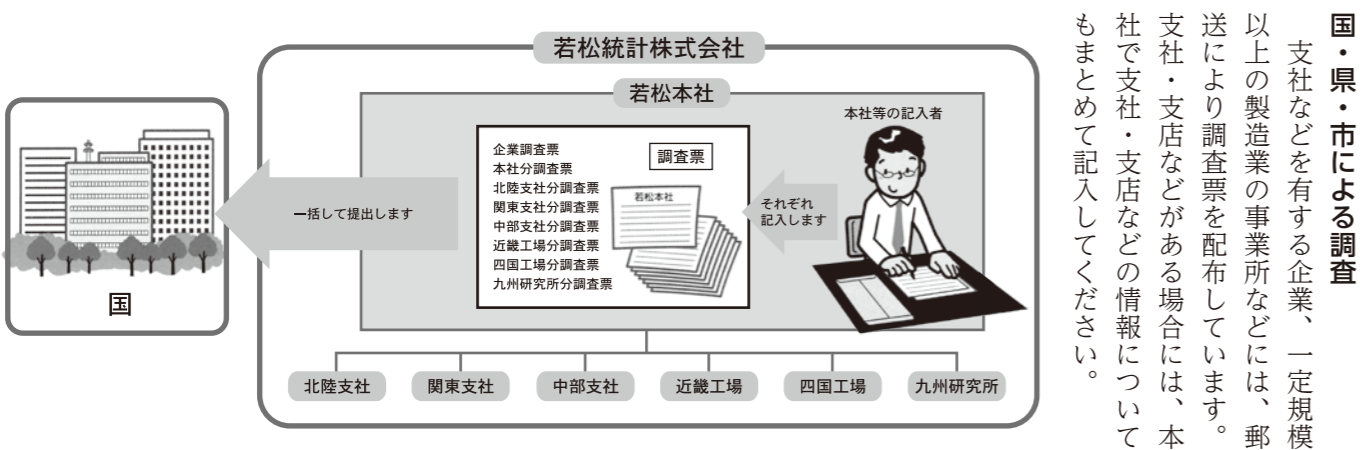 国・県・市による調査
支社などを有する企業、一定規模
以上の製造業の事業所などには、郵
送により調査票を配布しています。
支社・支店などがある場合には、本
社で支社・支店などの情報について
もまとめて記入してください。
若松統計株式会社
若松本社
本社等の記入者
企業調査票
本社分調査票
北陸支社分調査票
関東支社分調査票
中部支社分調査票
近畿工場分調査票
四国工場分調査票
九州研究所分調査票
調査票
若松本社
それぞれ
記入します
一括して提出します
国
北陸支社
関東支社
中部支社
近畿工場
四国工場
九州研究所